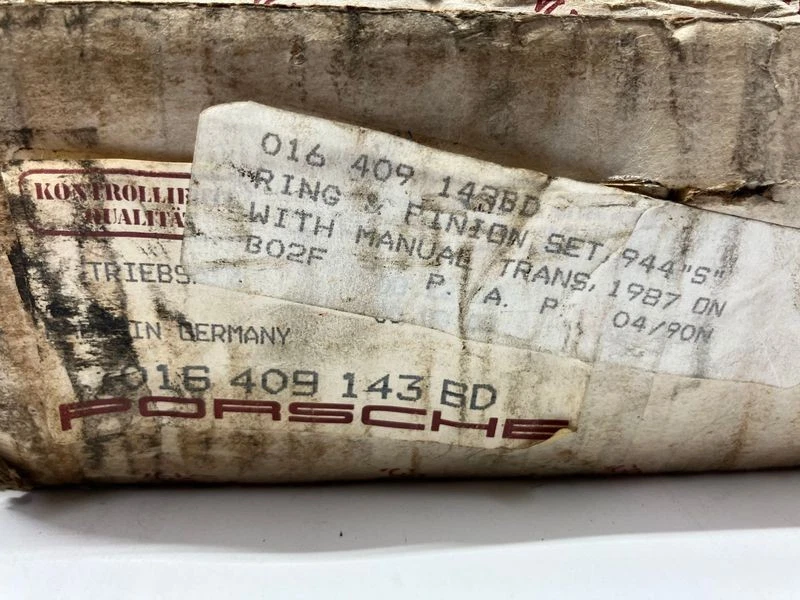 016 409 143BD
RING & PINION SET, 944"S"
WITH MANUAL TRANS, 1987 ON
B02F P. A. P. 04/90N
KONTROLLIE
QUALITÄ
TRIEBS
IN GERMANY
016 409 143 BD
PORSCHE